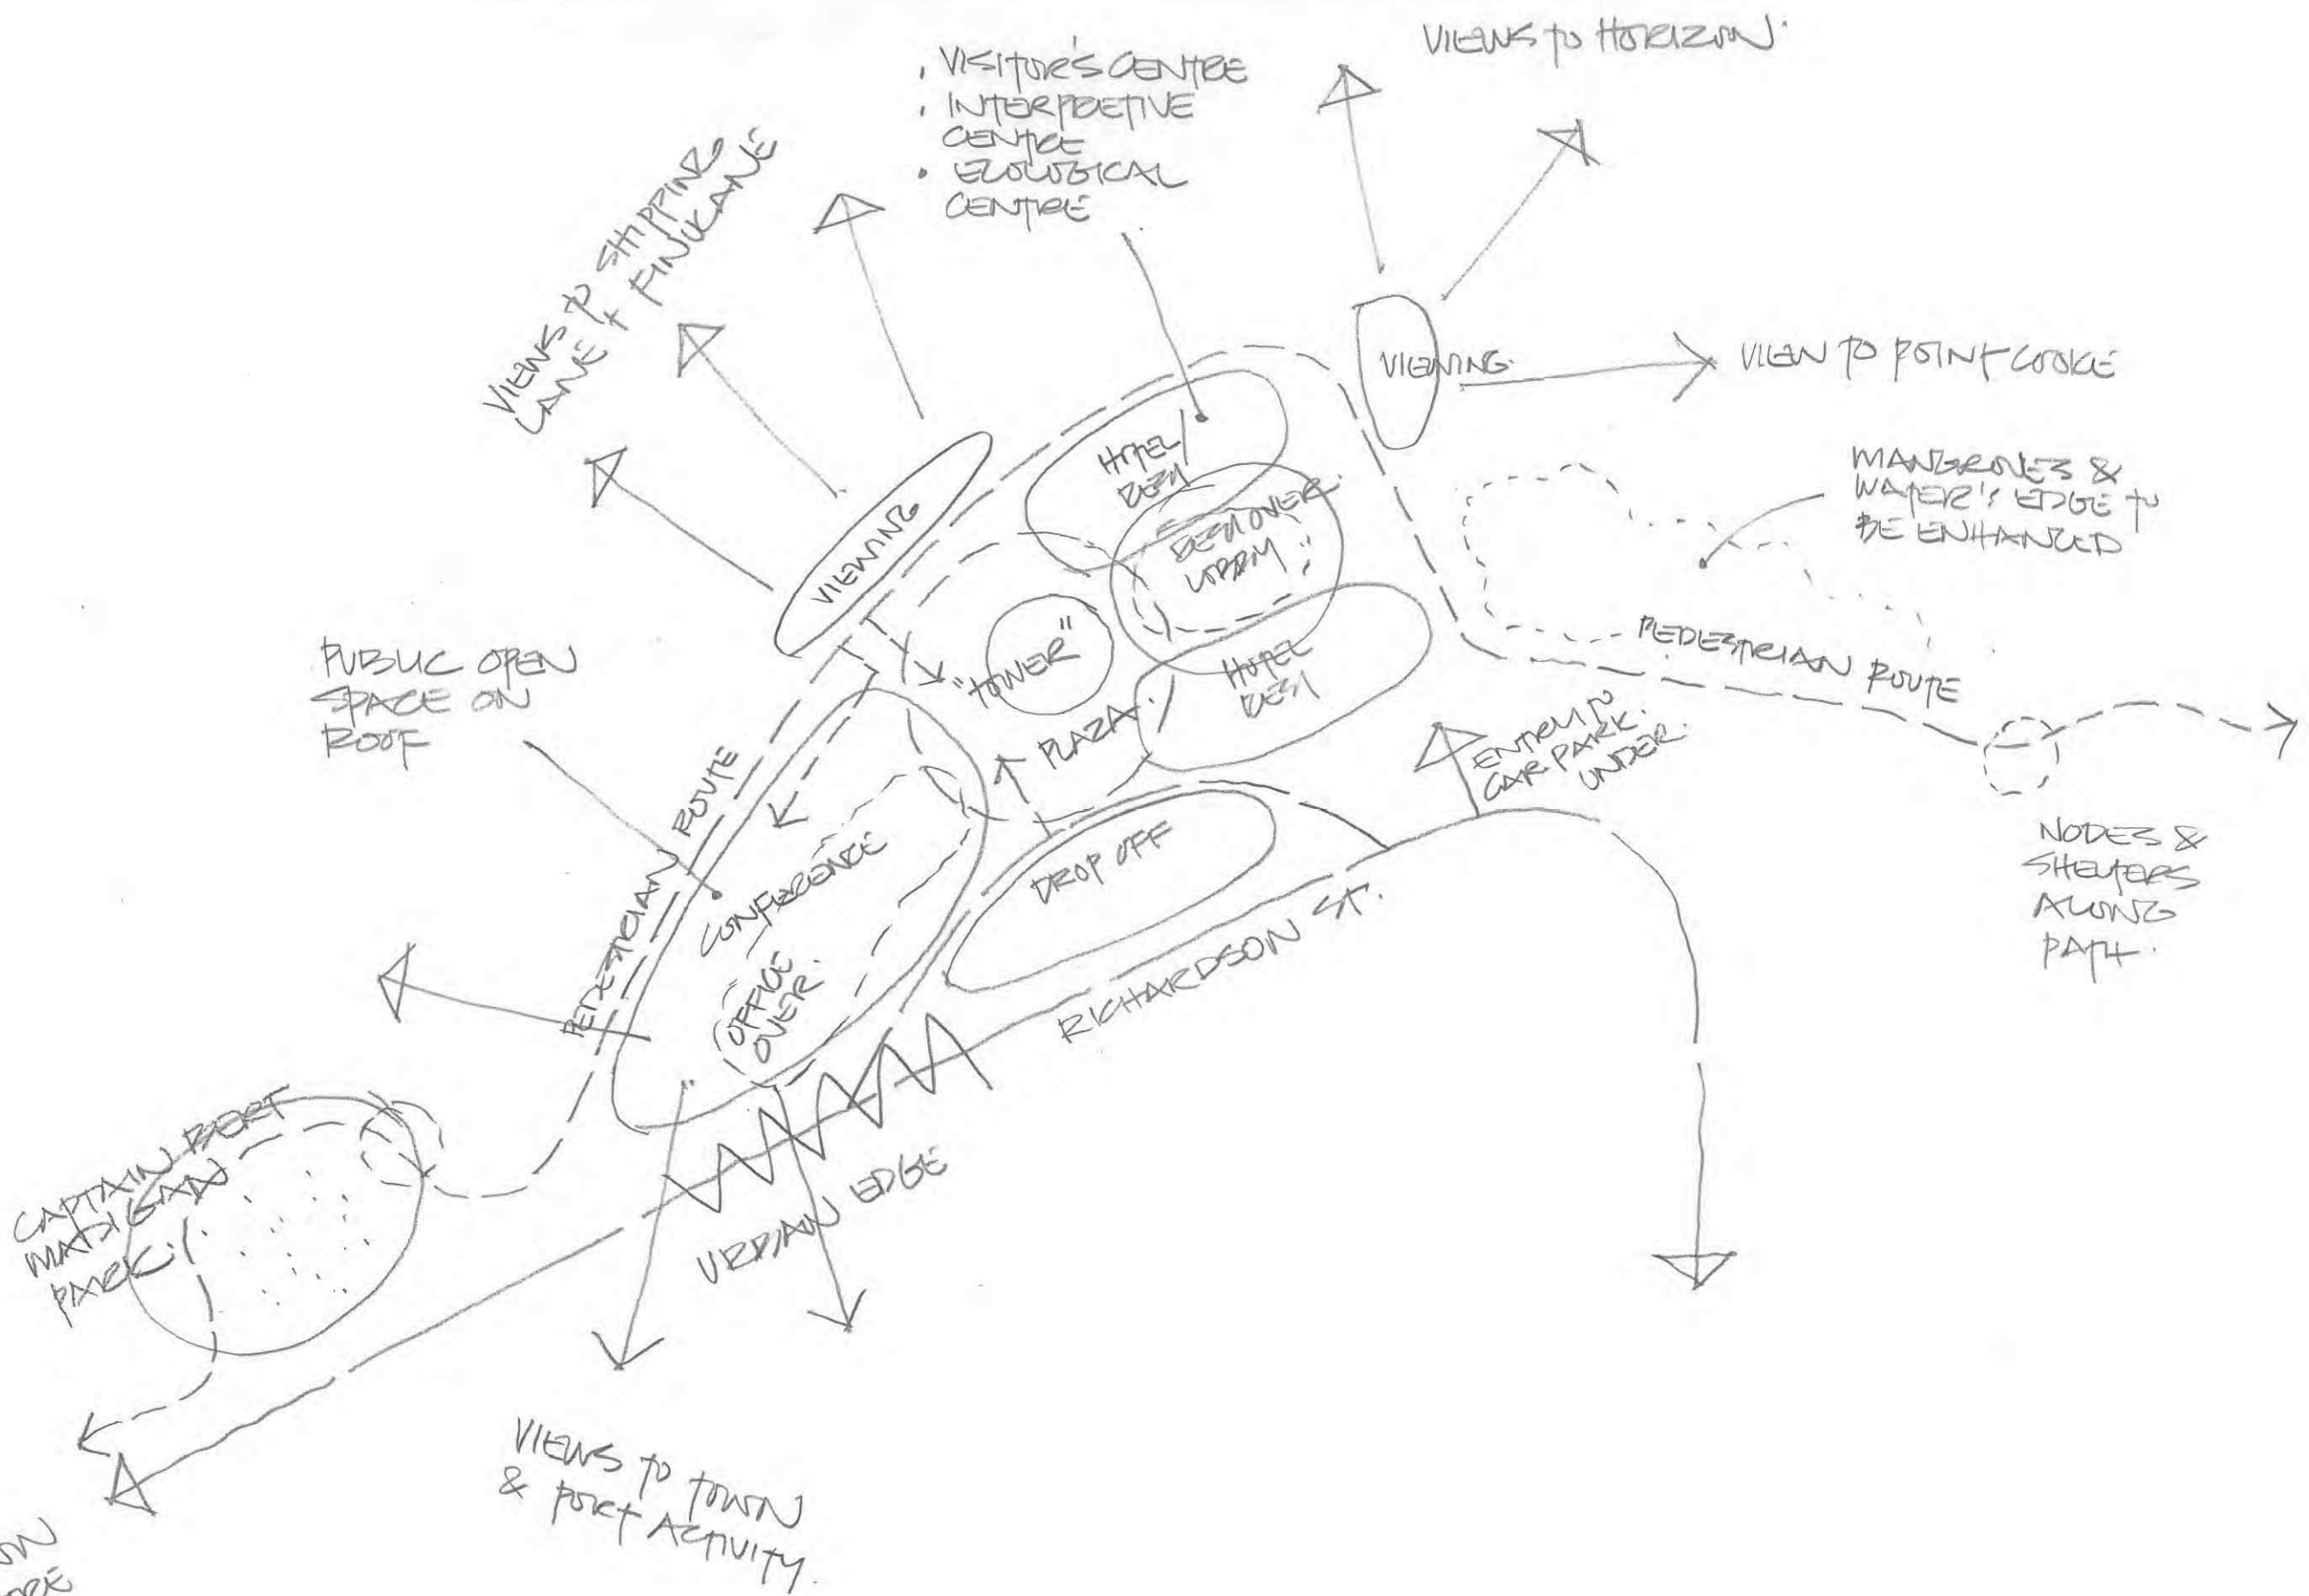 VIEWS TO HORIZON.
VISITOR'S CENTRE
INTERPRETIVE
CENTRE
• ECOLOGICAL
CENTRE
VIEWS TO SHIPPING
LANE + FINUCANE
VIEWING.
VIEW TO POINT COOKE
MANGROVES &
WATER'S EDGE TO
BE ENHANCED
HOTEL/
RESI
VIEWING
RESI OVER.
LOBBY
"TOWER"
HOTEL
RESI
PLAZA.
PEDESTRIAN ROUTE
ENTRY TO
CAR PARK.
UNDER.
PUBLIC OPEN
SPACE ON
ROOF
PEDESTRIAN ROUTE
CONFERENCE
OFFICE
OVER.
DROP OFF
RICHARDSON ST.
NODES &
SHELTERS
ALONG
PATH.
CAPTAIN BERT
MADIGAN
PARK.
URBAN EDGE
VIEWS TO TOWN
& PORT ACTIVITY.